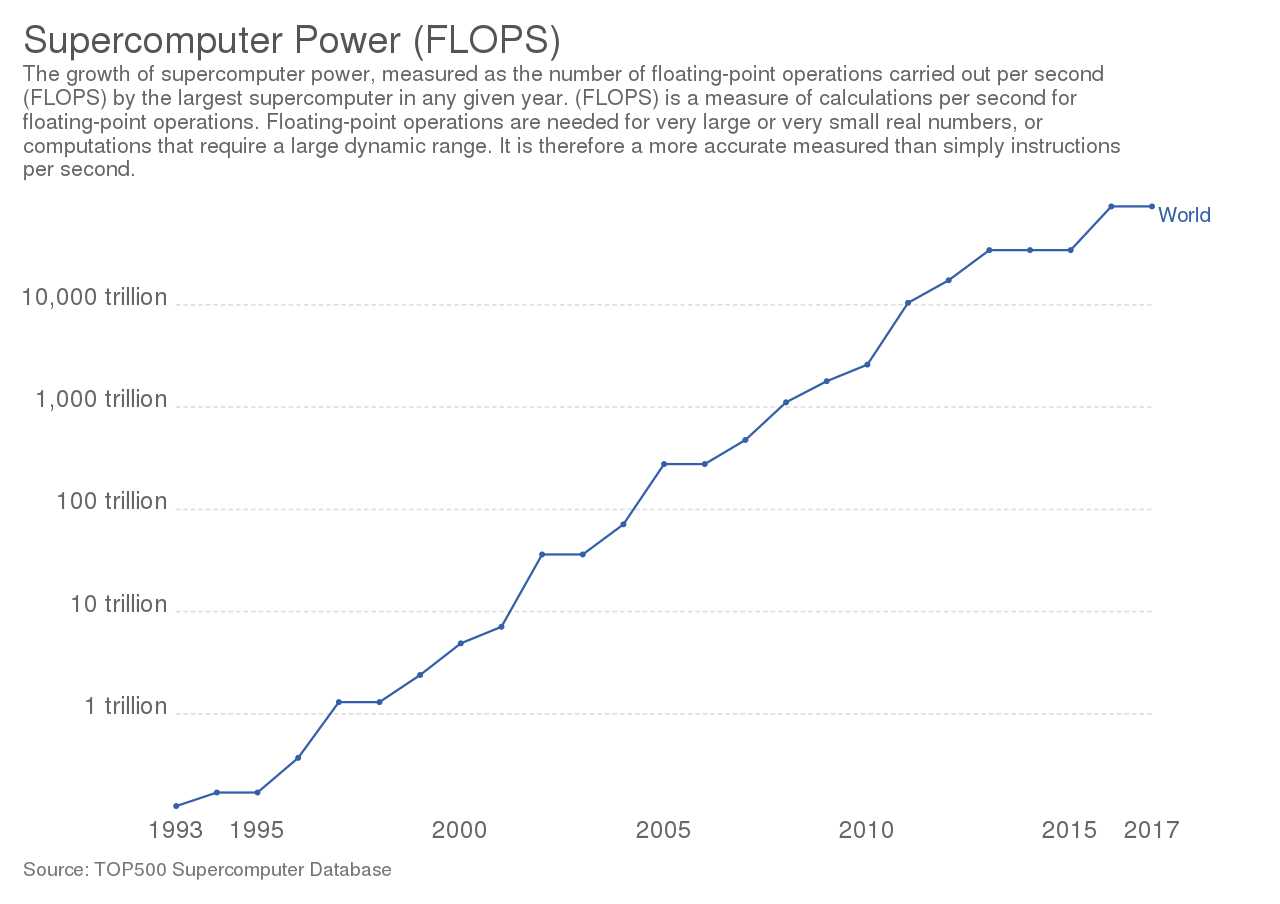 Supercomputer Power (FLOPS)
The growth of supercomputer power, measured as the number of floating-point operations carried out per second
(FLOPS) by the largest supercomputer in any given year. (FLOPS) is a measure of calculations per second for
floating-point operations. Floating-point operations are needed for very large or very small real numbers, or
computations that require a large dynamic range. It is therefore a more accurate measured than simply instructions
per second.
World
10,000 trillion
1,000 trillion
100 trillion
10 trillion
1 trillion
1993 1995 2000 2005 2010 2015 2017
Source: TOP500 Supercomputer Database